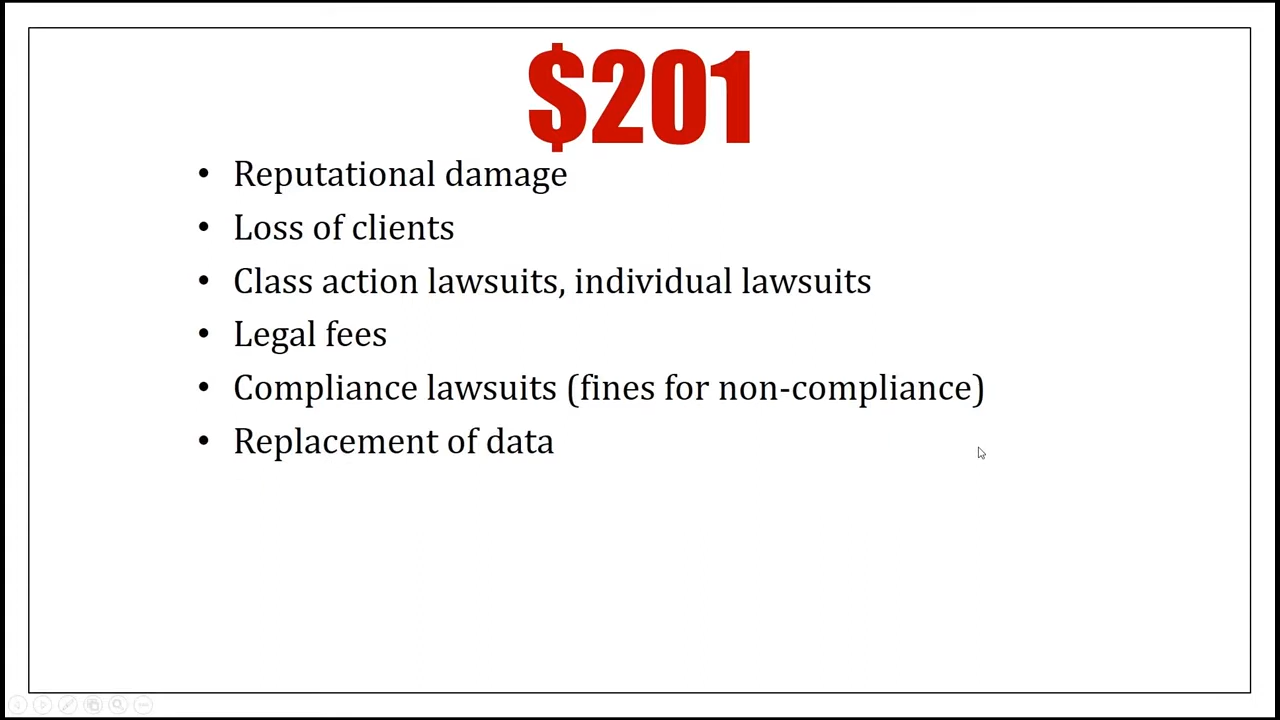 $201
• Reputational damage
• Loss of clients
• Class action lawsuits, individual lawsuits
• Legal fees
• Compliance lawsuits (fines for non-compliance)
• Replacement of data